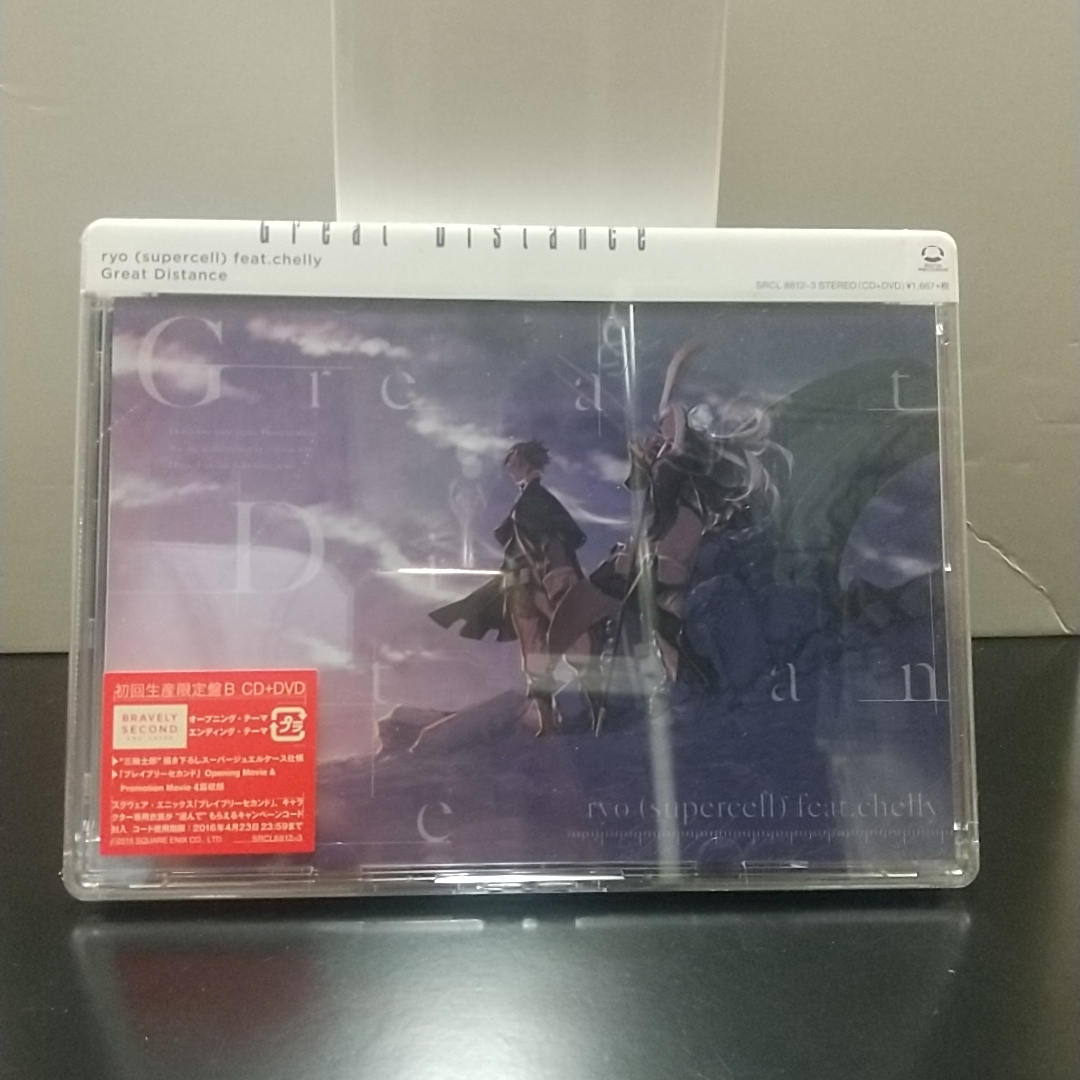 Great Distance
ryo (supercell) feat.chelly
Great Distance
SRCL 8812-3 STEREO (CD+DVD) ¥1,667+税
G r e a t
D i s t a n
c e
ryo (supercell) feat.chelly
初回生産限定盤B CD+DVD
BRAVELY
SECOND
オープニング・テーマ
エンディング・テーマ
プラ
▶"三銃士部" 描き下ろしスーパージュエルケース仕様
▶「ブレイブリーセカンド」 Opening Movie &
Promotion Movie 4篇収録
スクウェア・エニックス「ブレイブリーセカンド」、キャラ
クター専用衣装が"選んで"もらえるキャンペーンコード
封入 コード使用期限:2016年4月23日23:59まで
©2015 SQUARE ENIX CO., LTD.
SRCL8812-3